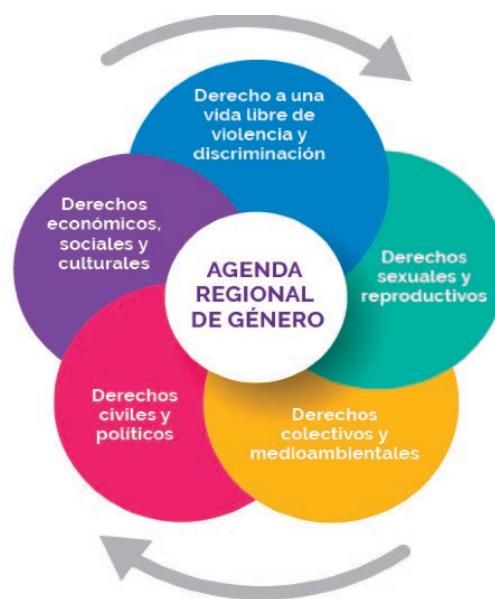 Derecho a una
vida libre de
violencia y
discriminación
Derechos
económicos,
sociales y
culturales
AGENDA
REGIONAL
DE GÉNERO
Derechos
sexuales y
reproductivos
Derechos
civiles y
políticos
Derechos
colectivos y
medioambientales